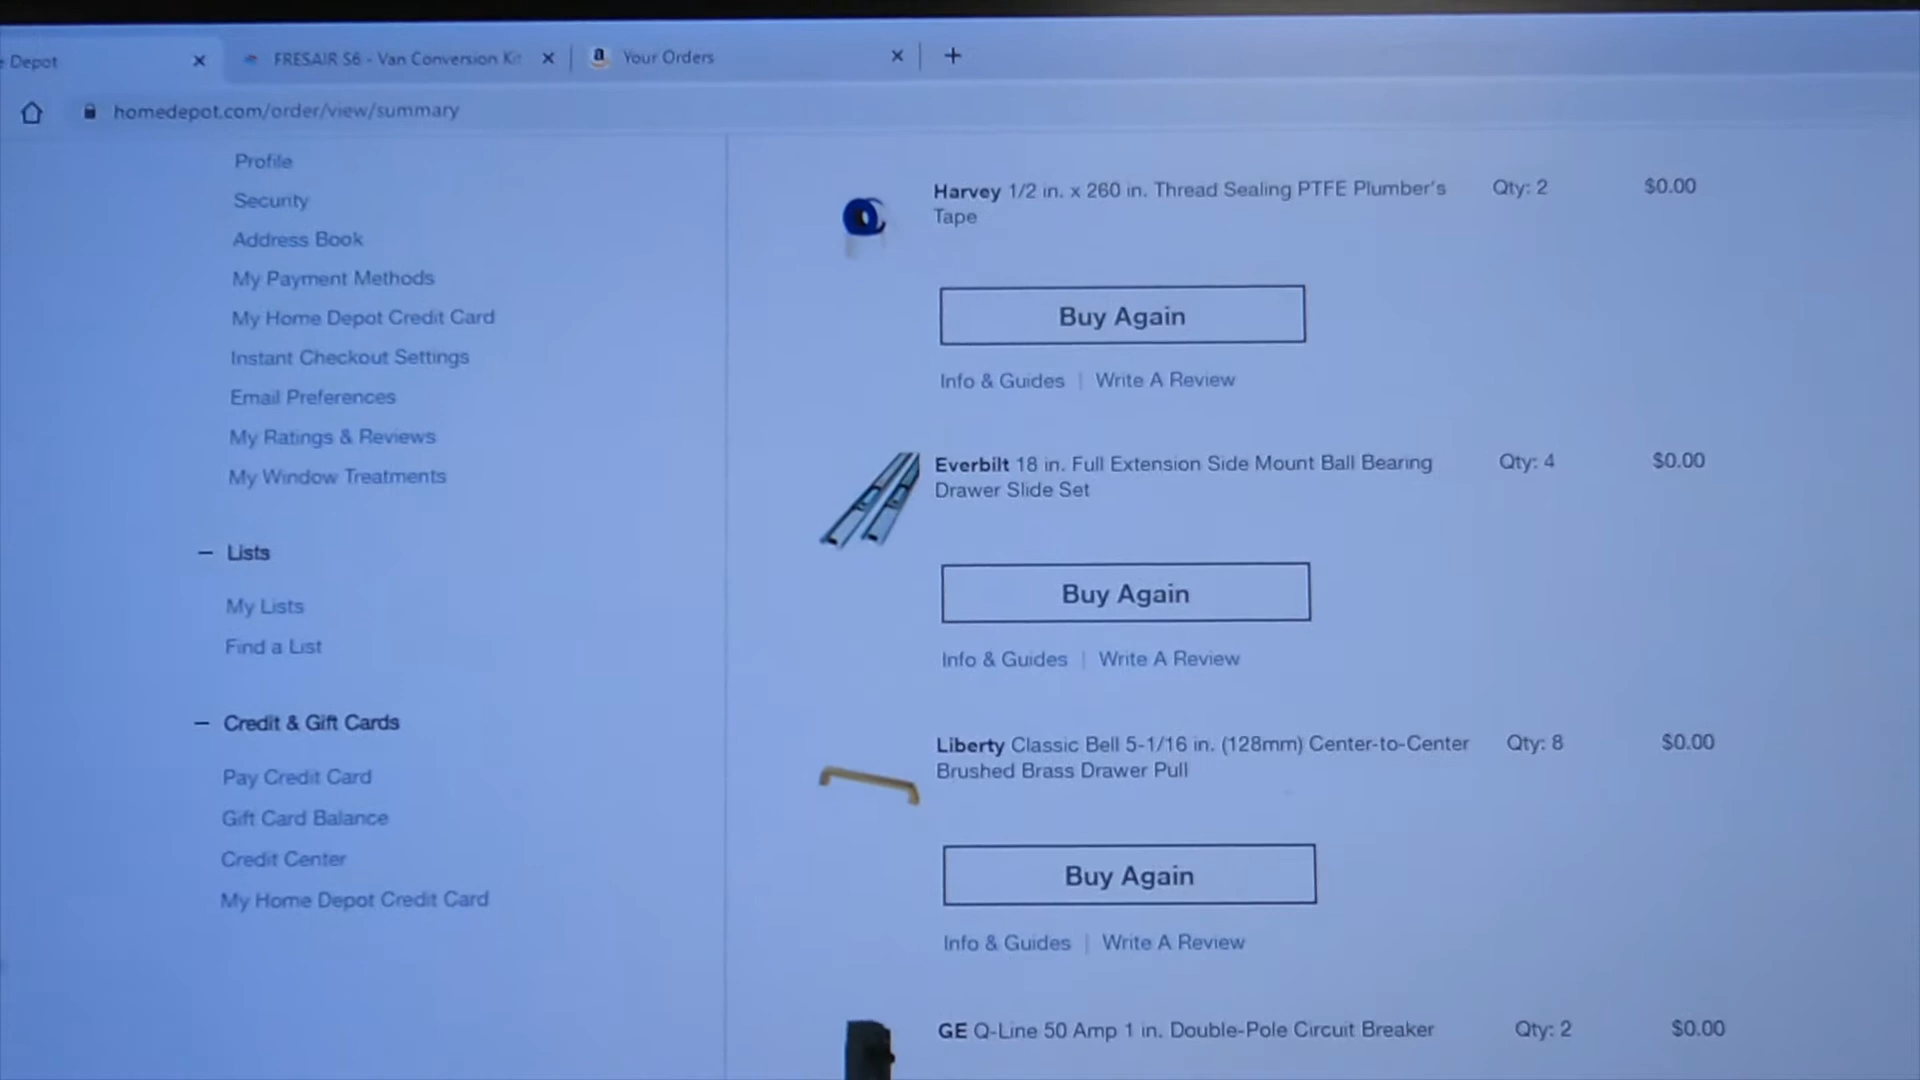 Depot
FRESAIR S6 - Van Conversion Kit
Your Orders
homedepot.com/order/view/summary
Profile
Security
Address Book
My Payment Methods
My Home Depot Credit Card
Instant Checkout Settings
Email Preferences
My Ratings & Reviews
My Window Treatments
Lists
My Lists
Find a List
Credit & Gift Cards
Pay Credit Card
Gift Card Balance
Credit Center
My Home Depot Credit Card
Harvey 1/2 in. x 260 in. Thread Sealing PTFE Plumber's Qty: 2 $0.00
Tape
Buy Again
Info & Guides | Write A Review
Everbilt 18 in. Full Extension Side Mount Ball Bearing Qty: 4 $0.00
Drawer Slide Set
Buy Again
Info & Guides | Write A Review
Liberty Classic Bell 5-1/16 in. (128mm) Center-to-Center Qty: 8 $0.00
Brushed Brass Drawer Pull
Buy Again
Info & Guides | Write A Review
GE Q-Line 50 Amp 1 in. Double-Pole Circuit Breaker Qty: 2 $0.00